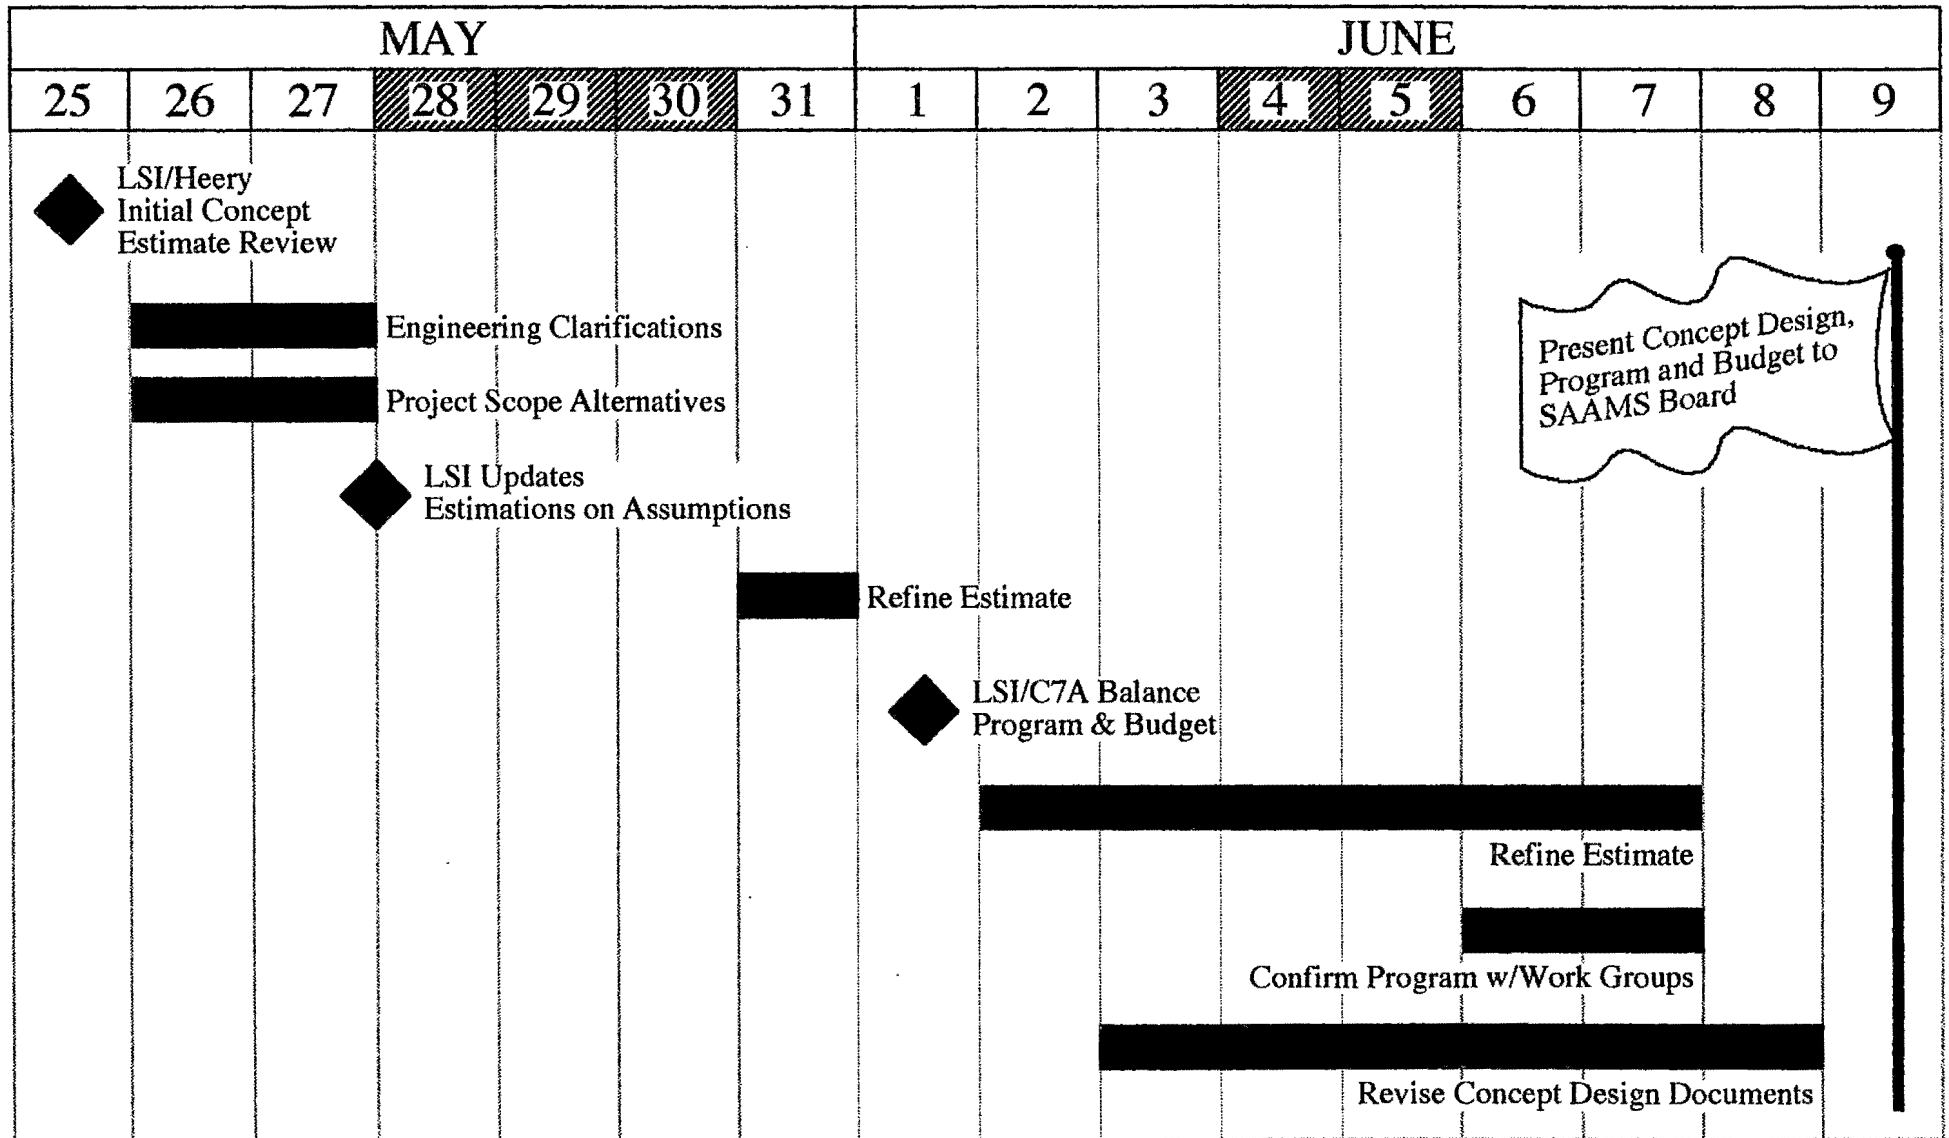 MAY JUNE
25 26 27 28 29 30 31 1 2 3 4 5 6 7 8 9
LSI/Heery
Initial Concept
Estimate Review
Present Concept Design,
Program and Budget to
SAAMS Board
Engineering Clarifications
Project Scope Alternatives
LSI Updates
Estimations on Assumptions
Refine Estimate
LSI/C7A Balance
Program & Budget
Refine Estimate
Confirm Program w/Work Groups
Revise Concept Design Documents